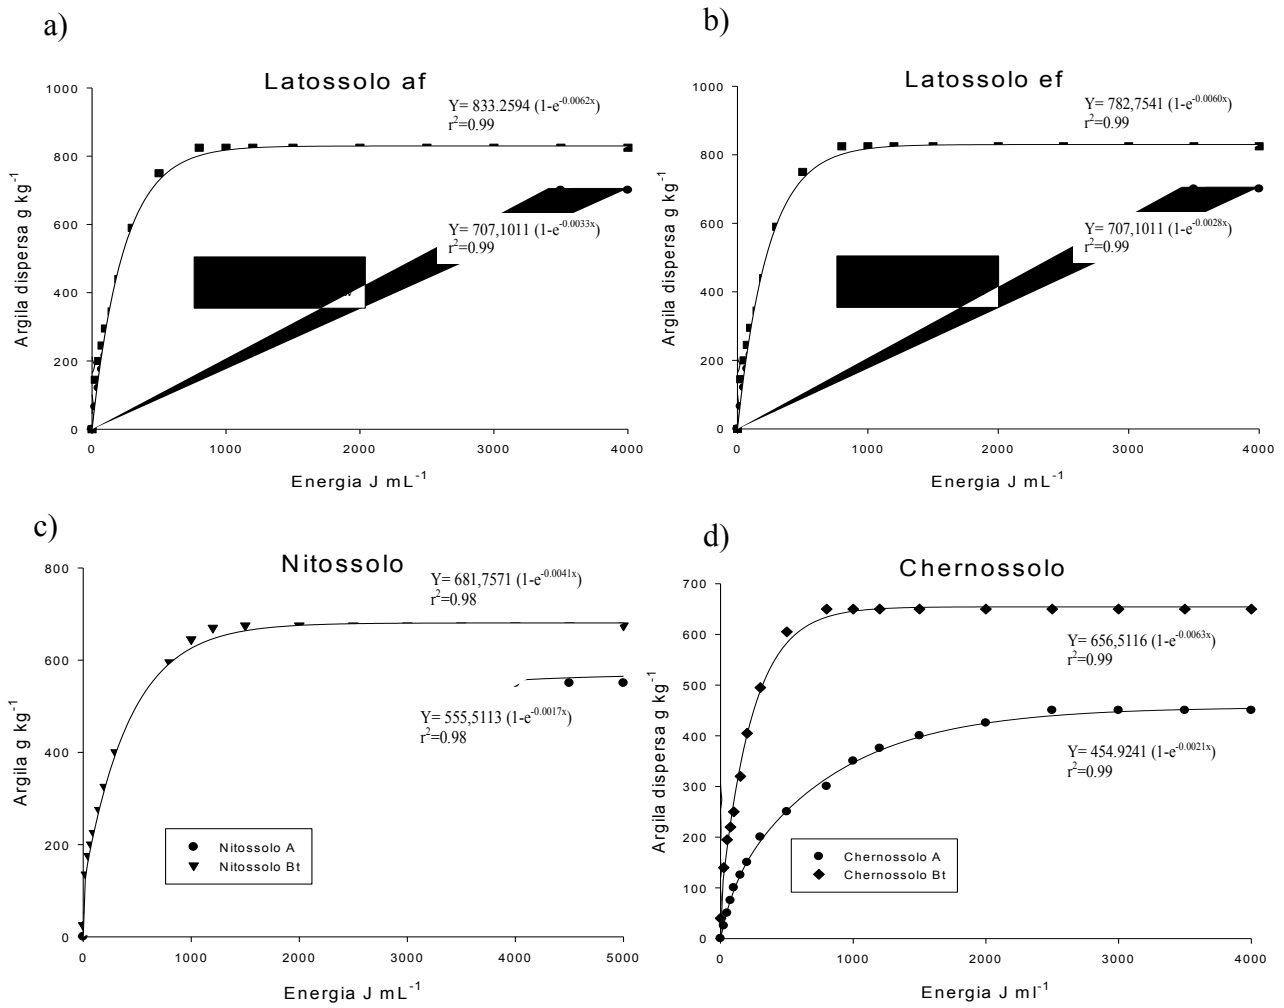 a)
Latossolo af
Y= 833.2594 (1-e^-0.0062x)
r²=0.99
Y= 707,1011 (1-e^-0.0033x)
r²=0.99
Argila dispersa g kg⁻¹
1000
800
600
400
200
0
0 1000 2000 3000 4000
Energia J mL⁻¹
b)
Latossolo ef
Y= 782,7541 (1-e^-0.0060x)
r²=0.99
Y= 707,1011 (1-e^-0.0028x)
r²=0.99
Argila dispersa g kg⁻¹
1000
800
600
400
200
0
0 1000 2000 3000 4000
Energia J mL⁻¹
c)
Nitossolo
Y= 681,7571 (1-e^-0.0041x)
r²=0.98
Y= 555,5113 (1-e^-0.0017x)
r²=0.98
Argila g kg⁻¹
800
600
400
200
0
Nitossolo A
Nitossolo Bt
0 1000 2000 3000 4000 5000
Energia J mL⁻¹
d)
Chernossolo
Y= 656,5116 (1-e^-0.0063x)
r²=0.99
Y= 454.9241 (1-e^-0.0021x)
r²=0.99
Argila dispersa g kg⁻¹
700
600
500
400
300
200
100
0
Chernossolo A
Chernossolo Bt
0 1000 2000 3000 4000
Energia J ml⁻¹